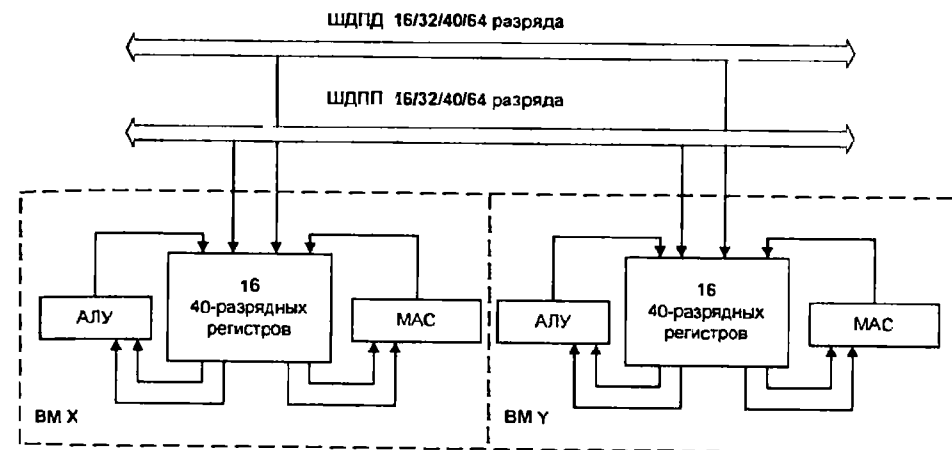 ШДПД 16/32/40/64 разряда
ШДПП 16/32/40/64 разряда
16
40-разрядных
регистров
АЛУ
МАС
ВМ X
16
40-разрядных
регистров
АЛУ
МАС
ВМ Y